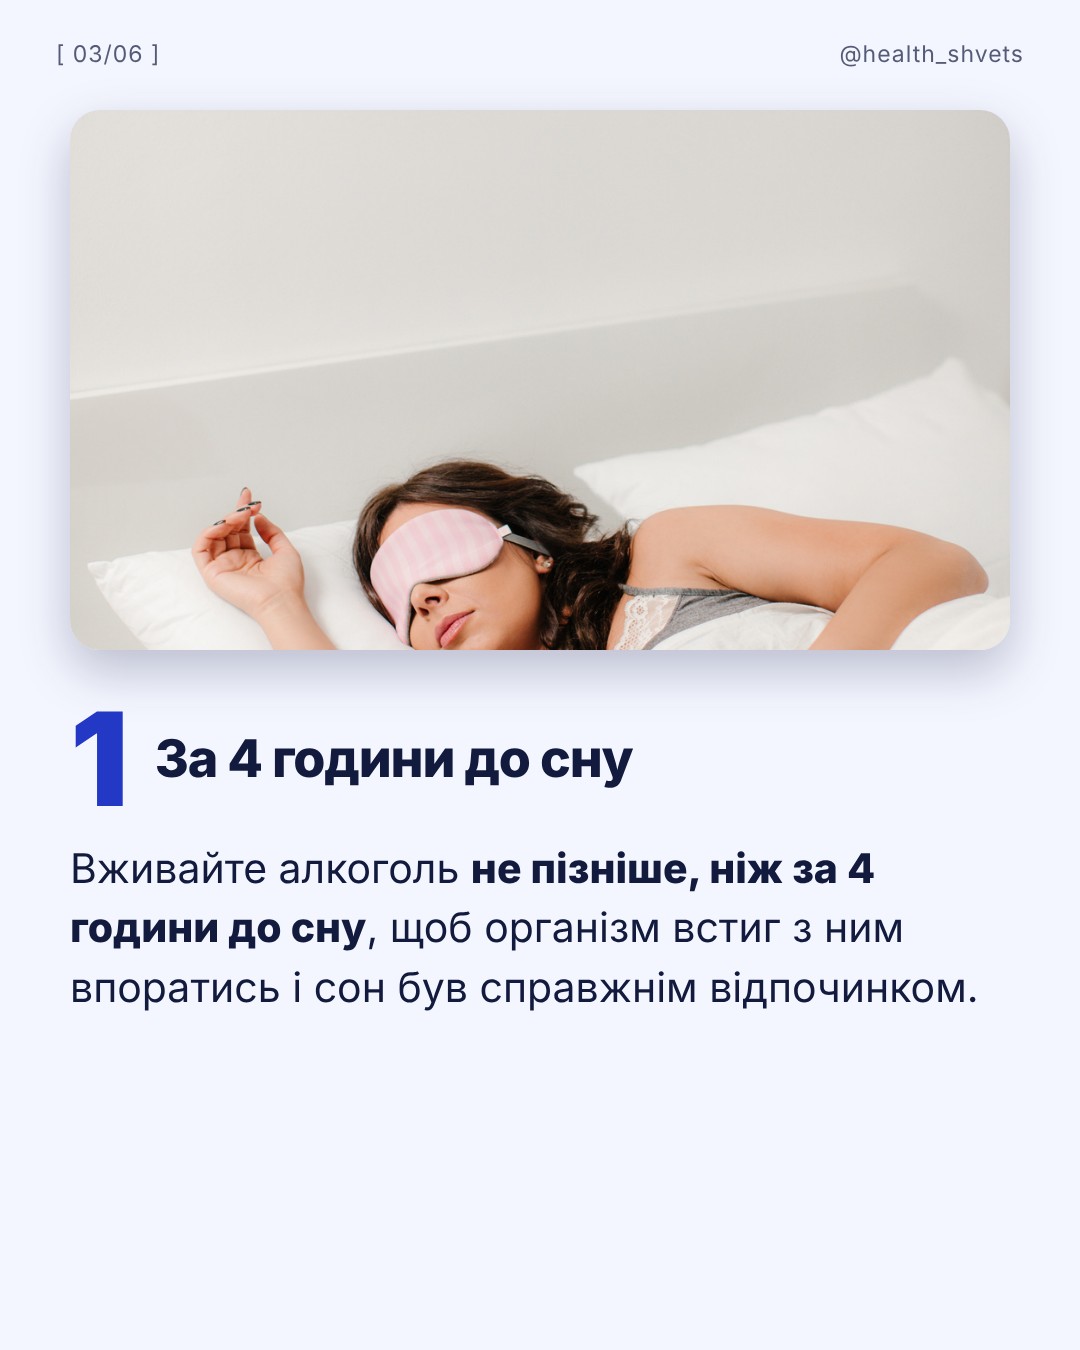 [ 03/06 ]
@health_shvets
1
За 4 години до сну
Вживайте алкоголь не пізніше, ніж за 4
години до сну, щоб організм встиг з ним
впоратись і сон був справжнім відпочинком.